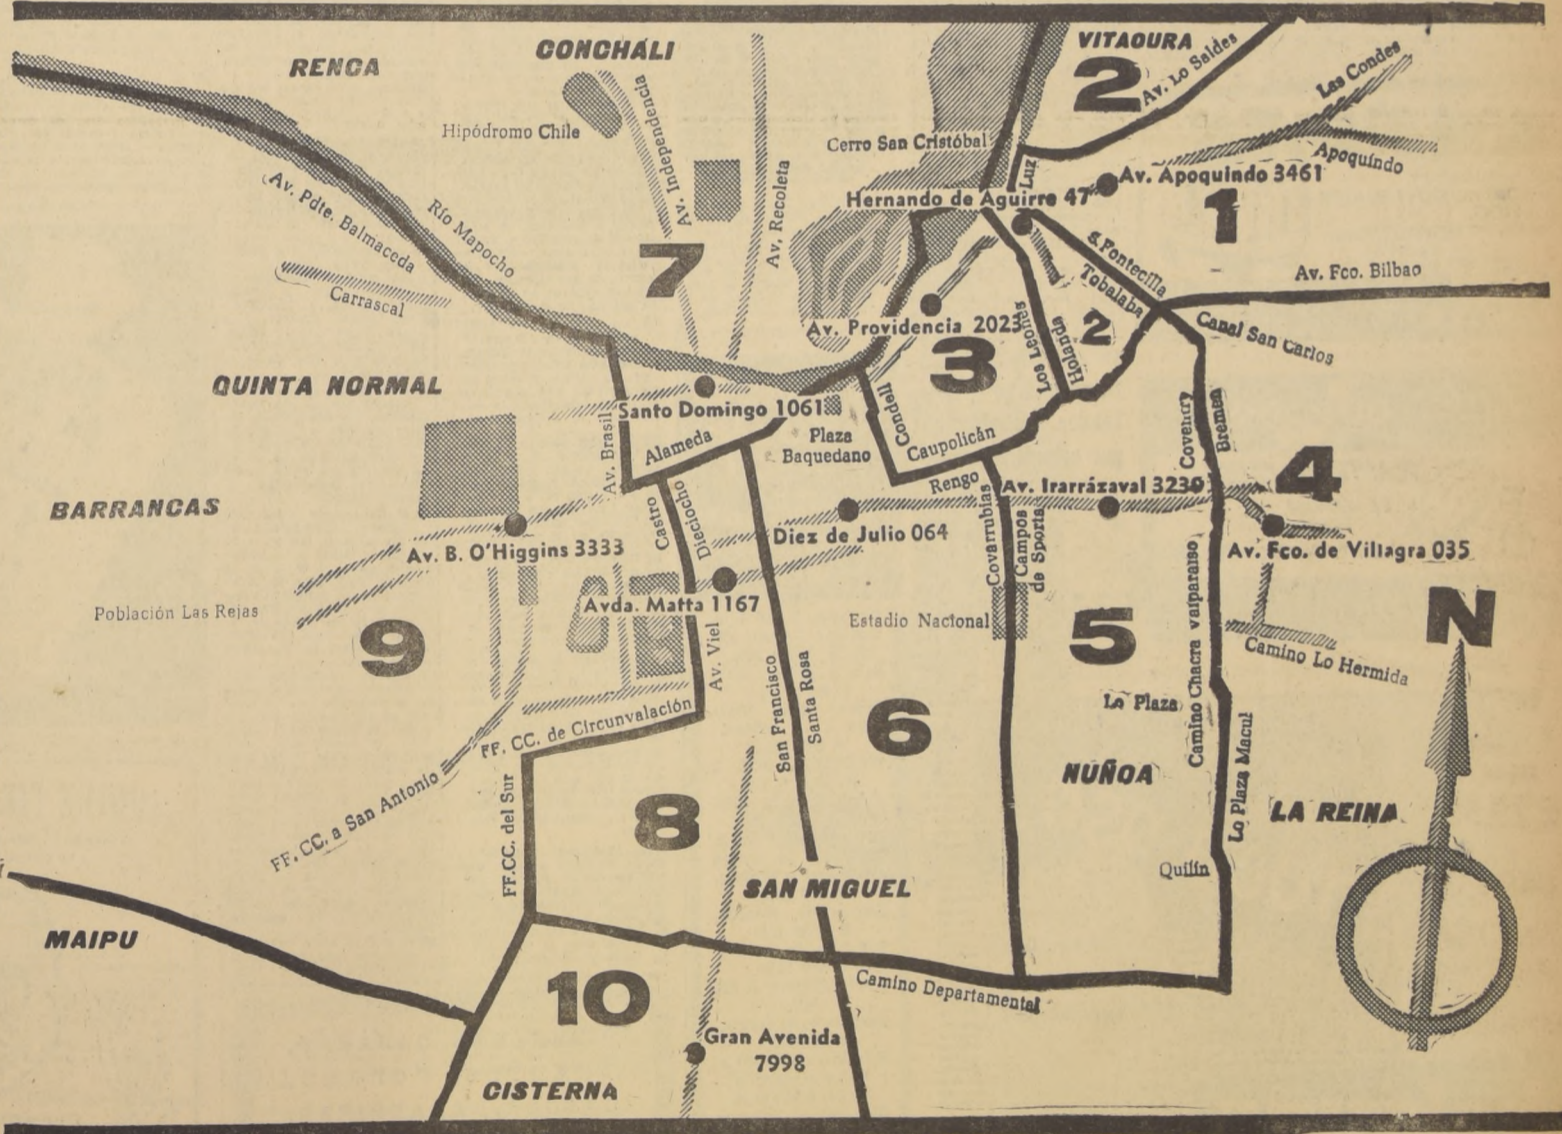 RENCA
CONCHALI
VITAOURA
2
Av. Lo Saldes
Las Condes
Hipódromo Chile
Av. Independencia
Av. Recoleta
Cerro San Cristóbal
Luz
Apoquindo
Av. Apoquindo 3461
Hernando de Aguirre 47
1
Av. Pdte. Balmaceda
Río Mapocho
7
S. Fontecilla
Tobalaba
Av. Fco. Bilbao
Carrascal
Av. Providencia 2023
Los Leones
Holanda
2
Canal San Carlos
3
QUINTA NORMAL
Santo Domingo 1061
Condell
Coventry
Bremen
Av. Brasil
Alameda
Plaza
Baquedano
Caupolicán
4
BARRANCAS
Rengo
Av. Irarrázaval 3230
Castro
Dieciocho
Covarrubias
Campos
de Sports
Av. B. O'Higgins 3333
Diez de Julio 064
Av. Fco. de Villagra 035
Población Las Rejas
Avda. Matta 1167
Estadio Nacional
N
9
Av. Viel
5
Camino Chacra valparaiso
Camino Lo Hermida
San Francisco
Santa Rosa
Lo Plaza
FF. CC. de Circunvalación
6
NUÑOA
Lo Plaza Macul
FF. CC. a San Antonio
FF.CC. del Sur
8
LA REINA
Quilín
SAN MIGUEL
MAIPU
10
Camino Departamental
Gran Avenida
7998
CISTERNA